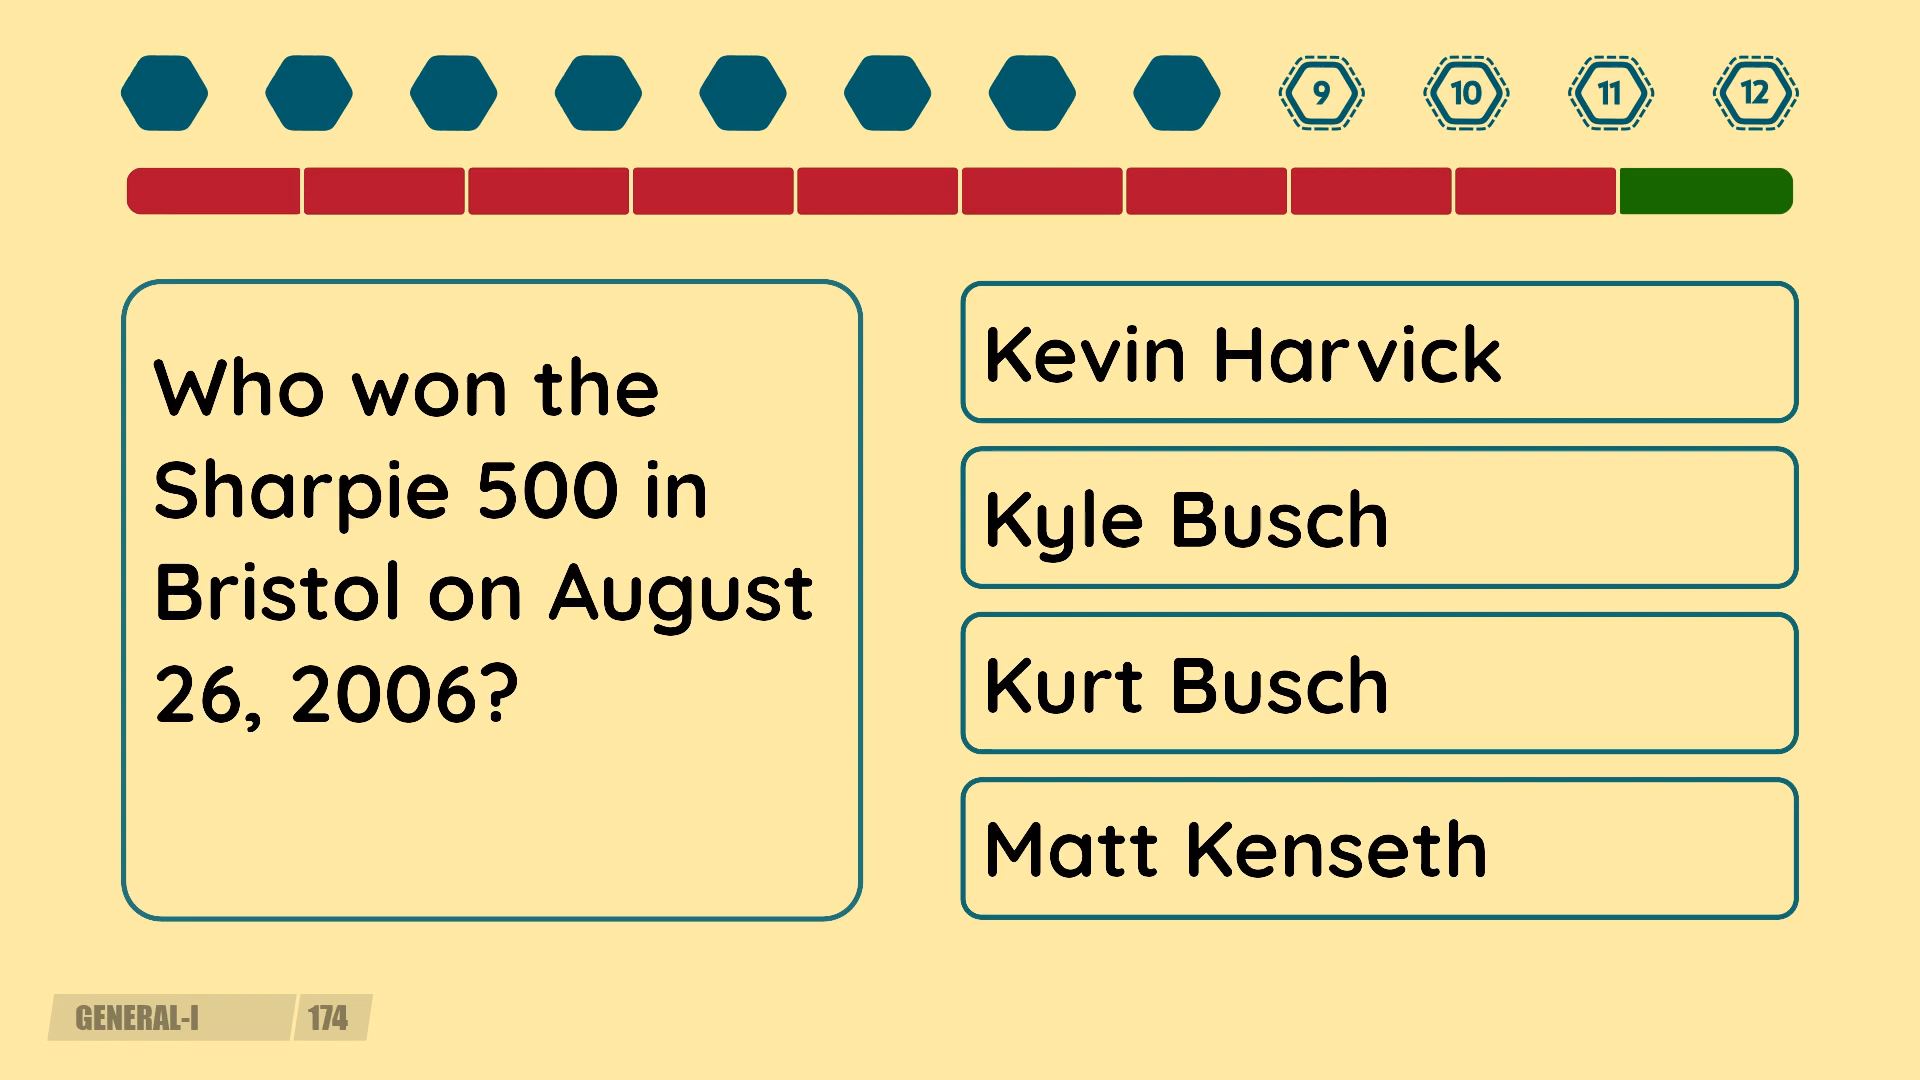 9 10 11 12
Who won the
Sharpie 500 in
Bristol on August
26, 2006?
Kevin Harvick
Kyle Busch
Kurt Busch
Matt Kenseth
GENERAL-I 174